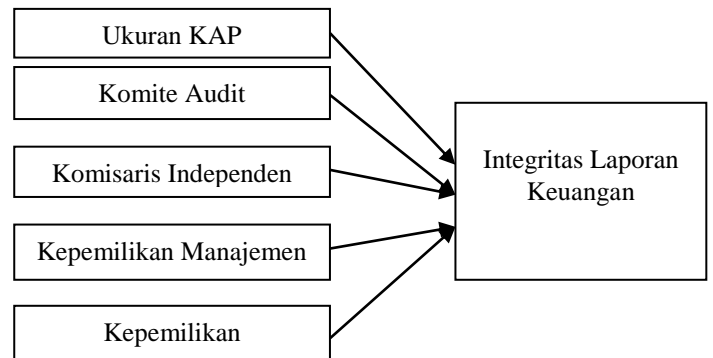 Ukuran KAP
Komite Audit
Komisaris Independen
Kepemilikan Manajemen
Kepemilikan
Integritas Laporan
Keuangan